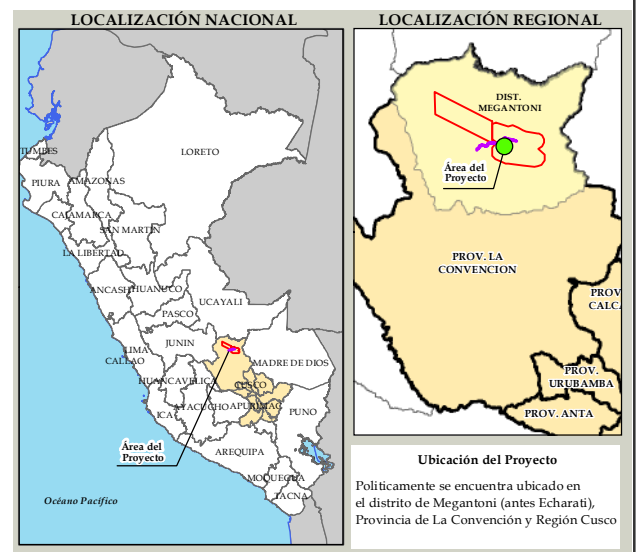 LOCALIZACIÓN NACIONAL
LORETO
TUMBES
PIURA
AMAZONAS
CAJAMARCA
SAN MARTIN
LA LIBERTAD
ANCASH
HUANUCO
UCAYALI
PASCO
JUNIN
LIMA
CALLAO
MADRE DE DIOS
HUANCAVELICA
CUSCO
ICA
AYACUCHO
APURIMAC
PUNO
AREQUIPA
MOQUEGUA
TACNA
Área del
Proyecto
Océano Pacífico
LOCALIZACIÓN REGIONAL
DIST.
MEGANTONI
Área del
Proyecto
PROV. LA
CONVENCION
PROV
CALCA
PROV.
URUBAMBA
PROV. ANTA
Ubicación del Proyecto
Politicamente se encuentra ubicado en
el distrito de Megantoni (antes Echarati),
Provincia de La Convención y Región Cusco